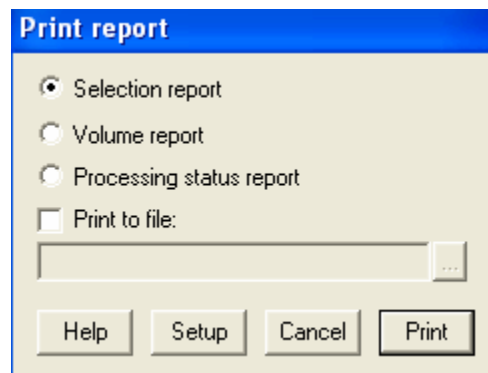 Print report
Selection report
Volume report
Processing status report
Print to file:
...
Help Setup Cancel Print